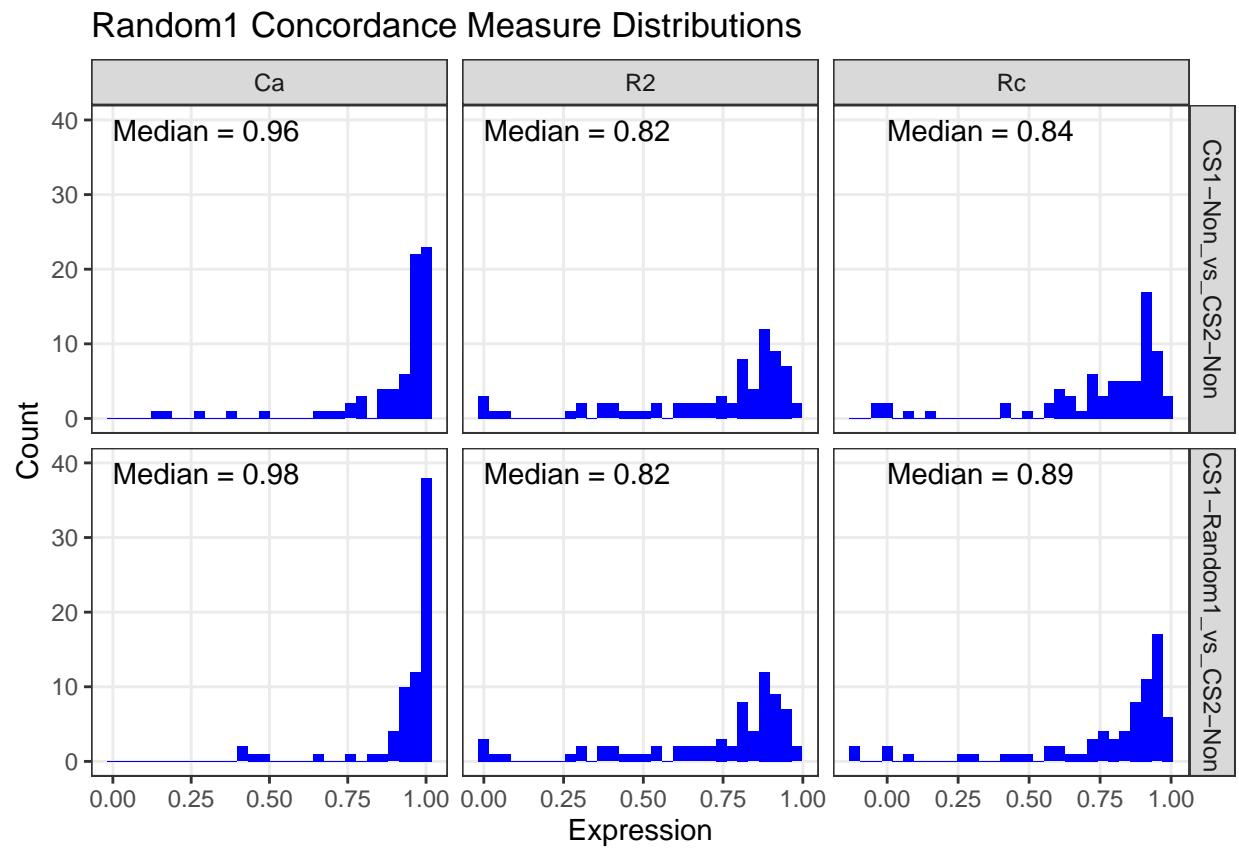 Random1 Concordance Measure Distributions
Ca
R2
Rc
Median = 0.96
Median = 0.82
Median = 0.84
CS1−Non_vs_CS2−Non
40
30
20
10
0
Count
Median = 0.98
Median = 0.82
Median = 0.89
CS1−Random1_vs_CS2−Non
40
30
20
10
0
0.00 0.25 0.50 0.75 1.00
0.00 0.25 0.50 0.75 1.00
0.00 0.25 0.50 0.75 1.00
Expression